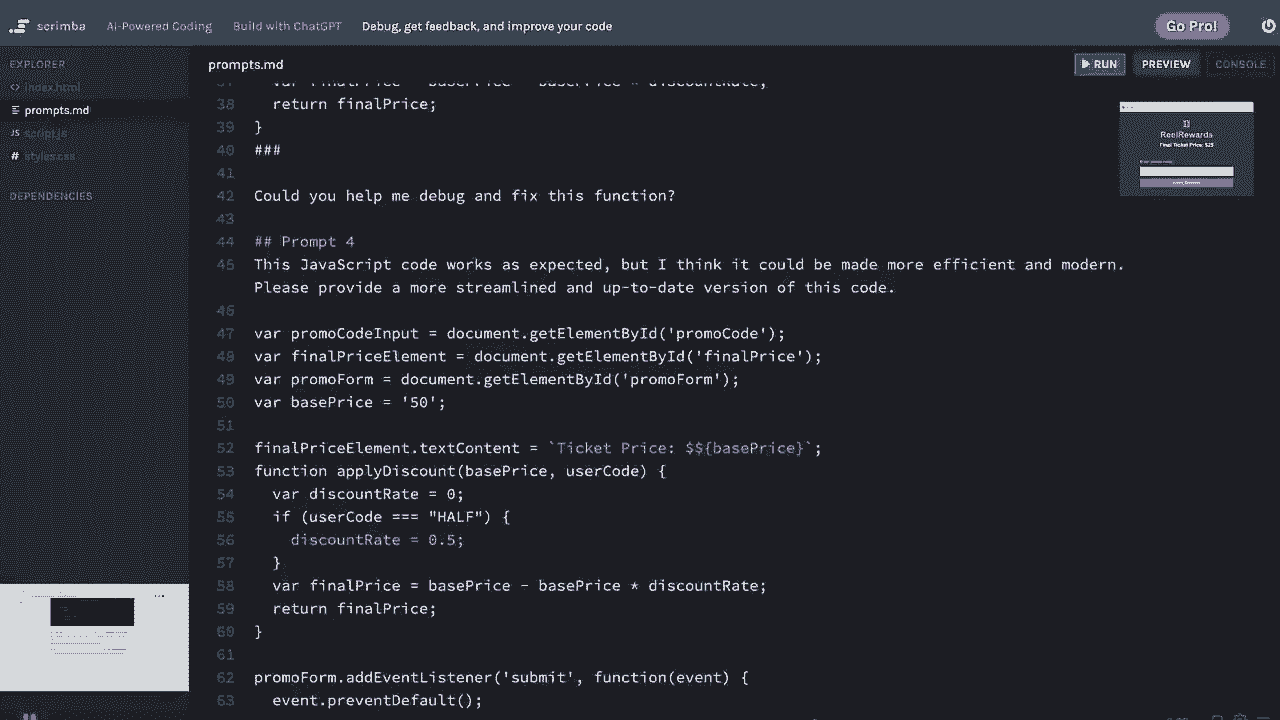 scrimba AI-Powered Coding Build with ChatGPT Debug, get feedback, and improve your code Go Pro!
EXPLORER
index.html
prompts.md
script.js
styles.css
DEPENDENCIES
prompts.md
RUN PREVIEW CONSOLE
ReelRewards
Final Ticket Price: $25
38 return finalPrice;
39 }
40 ###
41
42 Could you help me debug and fix this function?
43
44 ## Prompt 4
45 This JavaScript code works as expected, but I think it could be made more efficient and modern.
Please provide a more streamlined and up-to-date version of this code.
46
47 var promoCodeInput = document.getElementById('promoCode');
48 var finalPriceElement = document.getElementById('finalPrice');
49 var promoForm = document.getElementById('promoForm');
50 var basePrice = '50';
51
52 finalPriceElement.textContent = `Ticket Price: $${basePrice}`;
53 function applyDiscount(basePrice, userCode) {
54 var discountRate = 0;
55 if (userCode === "HALF") {
56 discountRate = 0.5;
57 }
58 var finalPrice = basePrice - basePrice * discountRate;
59 return finalPrice;
60 }
61
62 promoForm.addEventListener('submit', function(event) {
63 event.preventDefault();